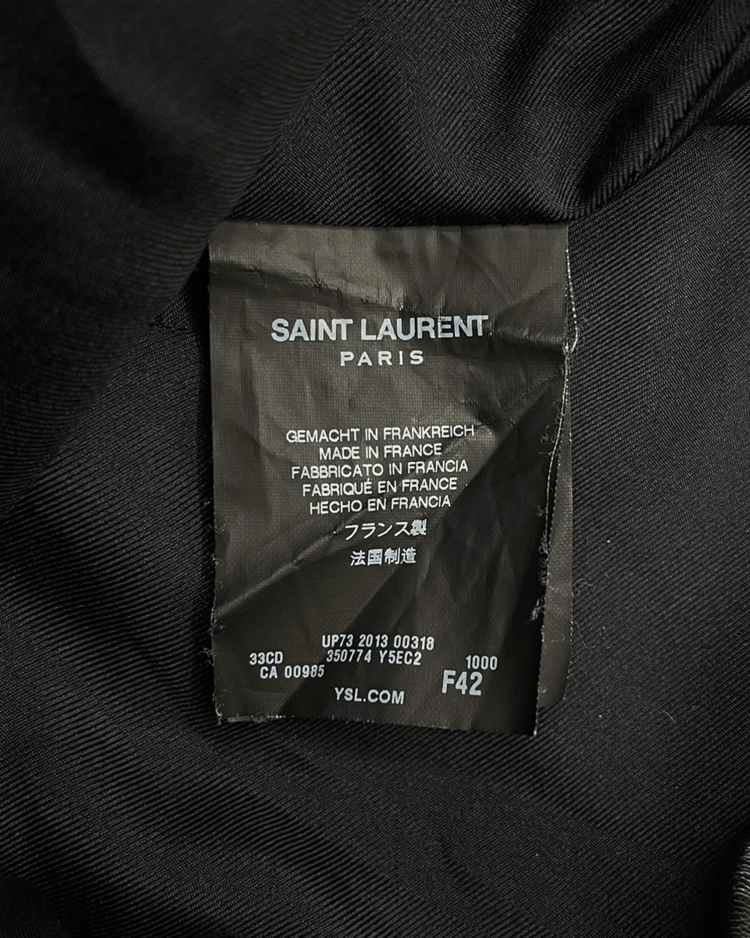 SAINT LAURENT
PARIS
GEMACHT IN FRANKREICH
MADE IN FRANCE
FABBRICATO IN FRANCIA
FABRIQUÉ EN FRANCE
HECHO EN FRANCIA
フランス製
法国制造
UP73 2013 00318
33CD 350774 Y5EC2 1000
CA 00985 F42
YSL.COM